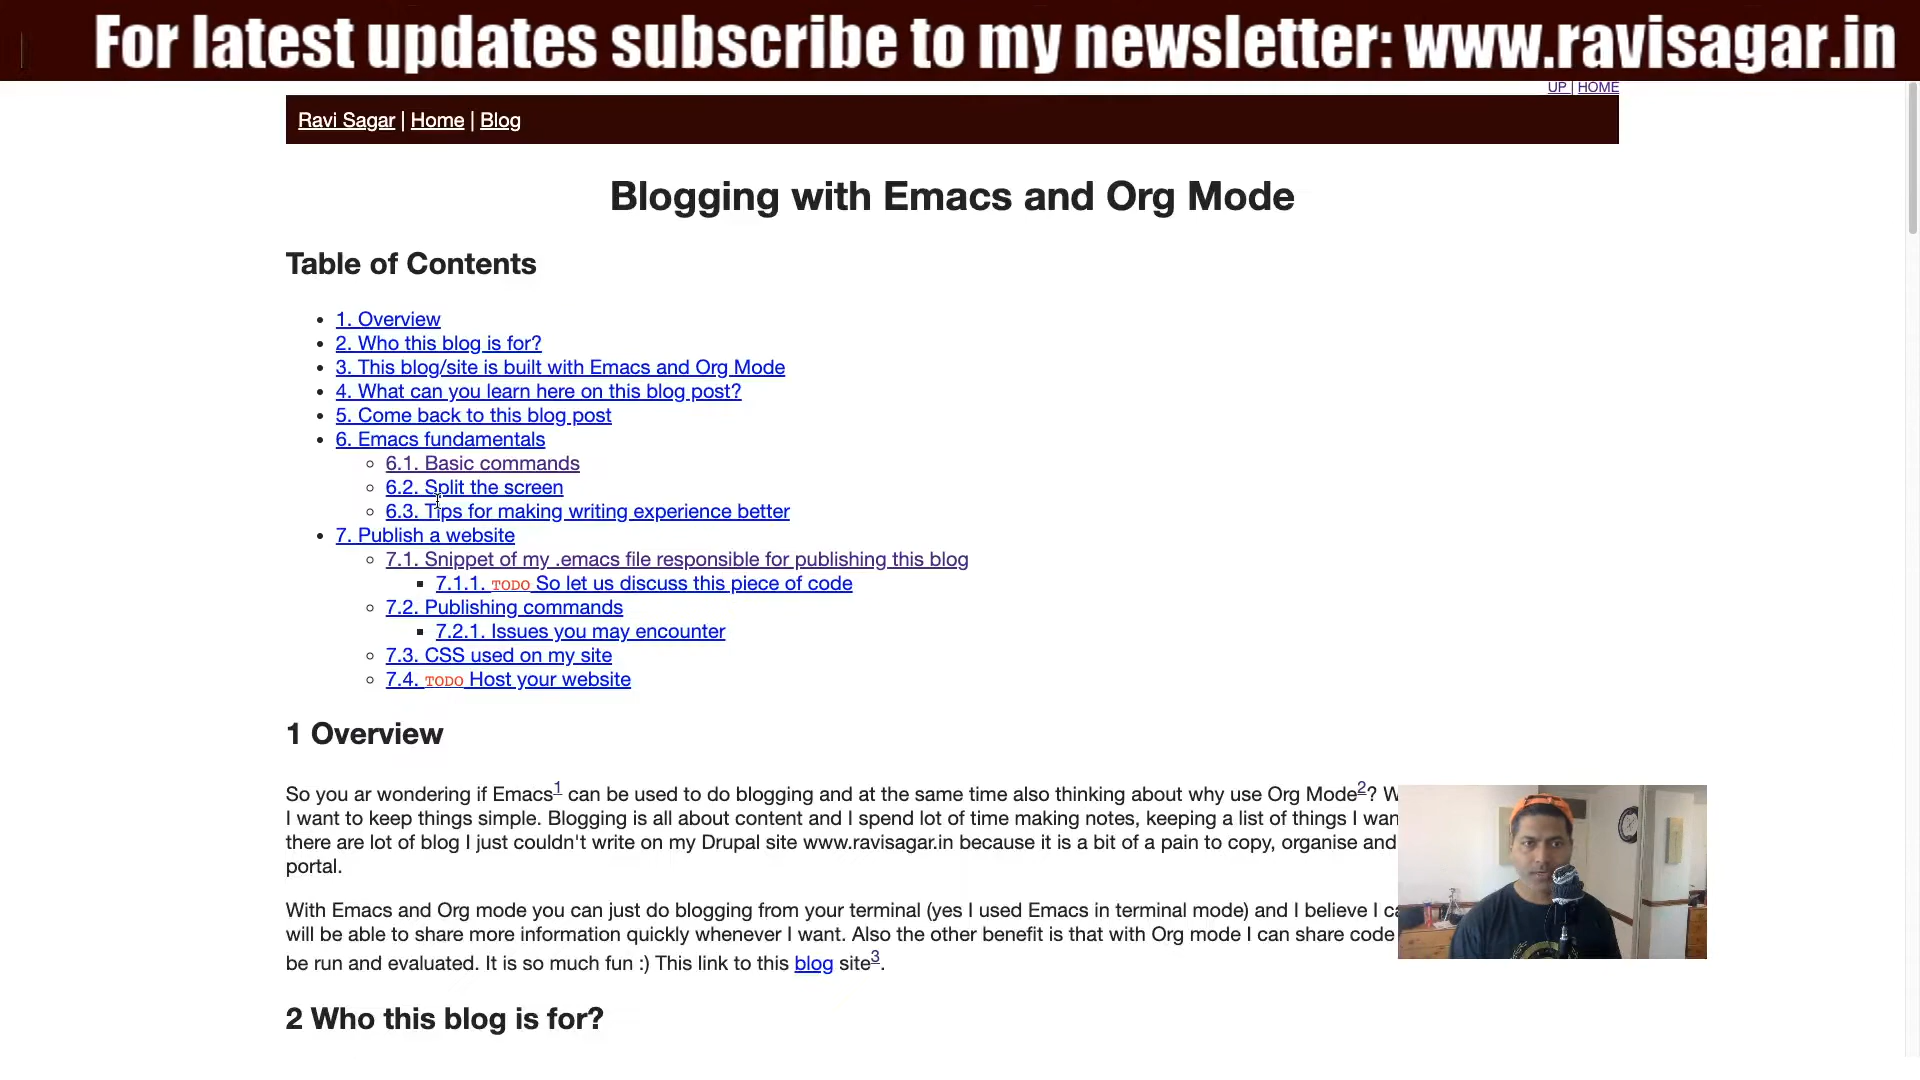 For latest updates subscribe to my newsletter: www.ravisagar.in
UP | HOME
Ravi Sagar | Home | Blog
Blogging with Emacs and Org Mode
Table of Contents
1. Overview
2. Who this blog is for?
3. This blog/site is built with Emacs and Org Mode
4. What can you learn here on this blog post?
5. Come back to this blog post
6. Emacs fundamentals
6.1. Basic commands
6.2. Split the screen
6.3. Tips for making writing experience better
7. Publish a website
7.1. Snippet of my .emacs file responsible for publishing this blog
7.1.1. TODO So let us discuss this piece of code
7.2. Publishing commands
7.2.1. Issues you may encounter
7.3. CSS used on my site
7.4. TODO Host your website
1 Overview
So you ar wondering if Emacs1 can be used to do blogging and at the same time also thinking about why use Org Mode2?
I want to keep things simple. Blogging is all about content and I spend lot of time making notes, keeping a list of things I
there are lot of blog I just couldn't write on my Drupal site www.ravisagar.in because it is a bit of a pain to copy, organise and
portal.
With Emacs and Org mode you can just do blogging from your terminal (yes I used Emacs in terminal mode) and I believe I
will be able to share more information quickly whenever I want. Also the other benefit is that with Org mode I can share code
be run and evaluated. It is so much fun :) This link to this blog site3.
2 Who this blog is for?